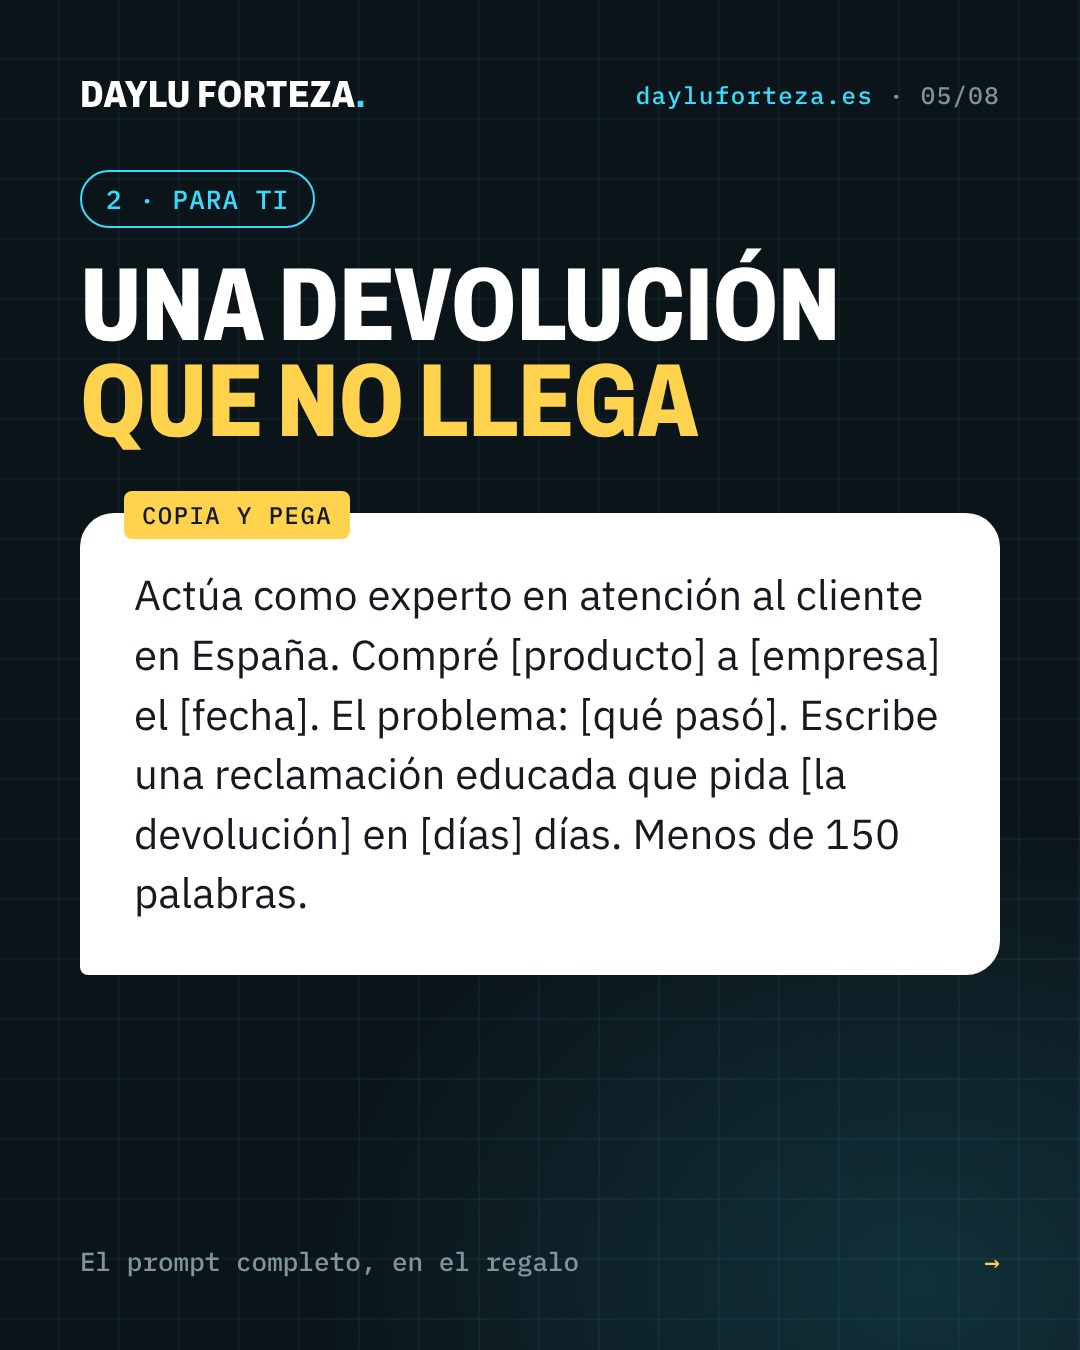 DAYLU FORTEZA.
dayluforteza.es · 05/08
2 · PARA TI
UNA DEVOLUCIÓN
QUE NO LLEGA
COPIA Y PEGA
Actúa como experto en atención al cliente
en España. Compré [producto] a [empresa]
el [fecha]. El problema: [qué pasó]. Escribe
una reclamación educada que pida [la
devolución] en [días] días. Menos de 150
palabras.
El prompt completo, en el regalo →